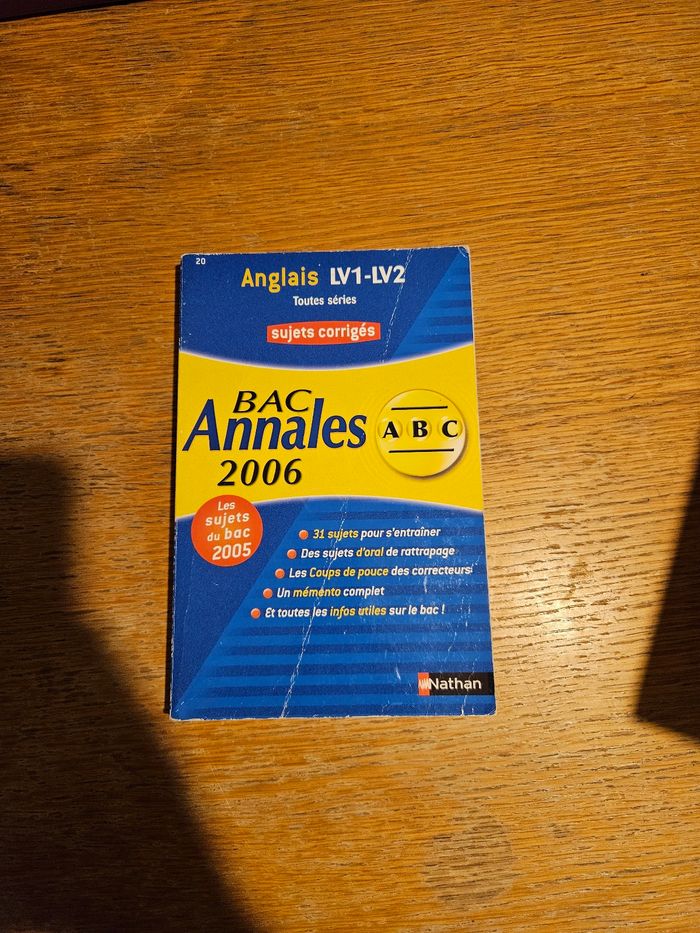 20
Anglais LV1-LV2
Toutes séries
sujets corrigés
BAC
Annales
2006
A B C
Les
sujets
du bac
2005
31 sujets pour s'entraîner
Des sujets d'oral de rattrapage
Les Coups de pouce des correcteurs
Un mémento complet
Et toutes les infos utiles sur le bac !
Nathan